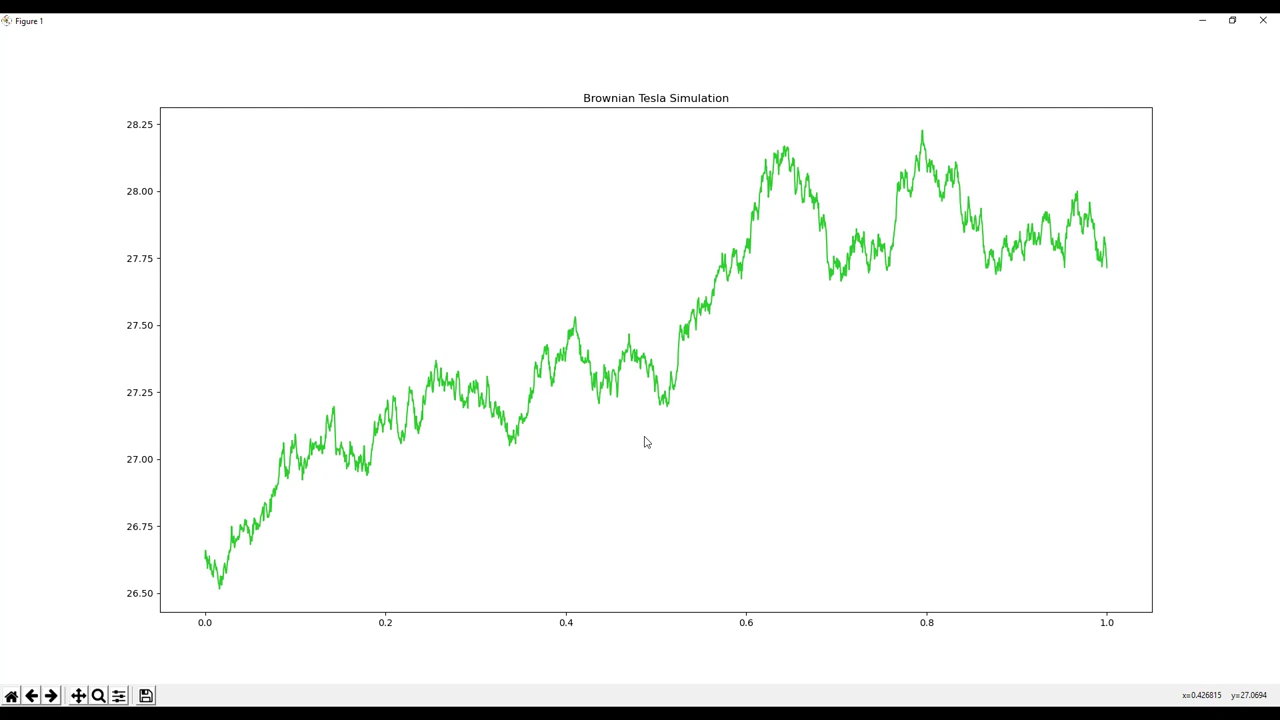 Figure 1
Brownian Tesla Simulation
28.25
28.00
27.75
27.50
27.25
27.00
26.75
26.50
0.0 0.2 0.4 0.6 0.8 1.0
x=0.426815 y=27.0694